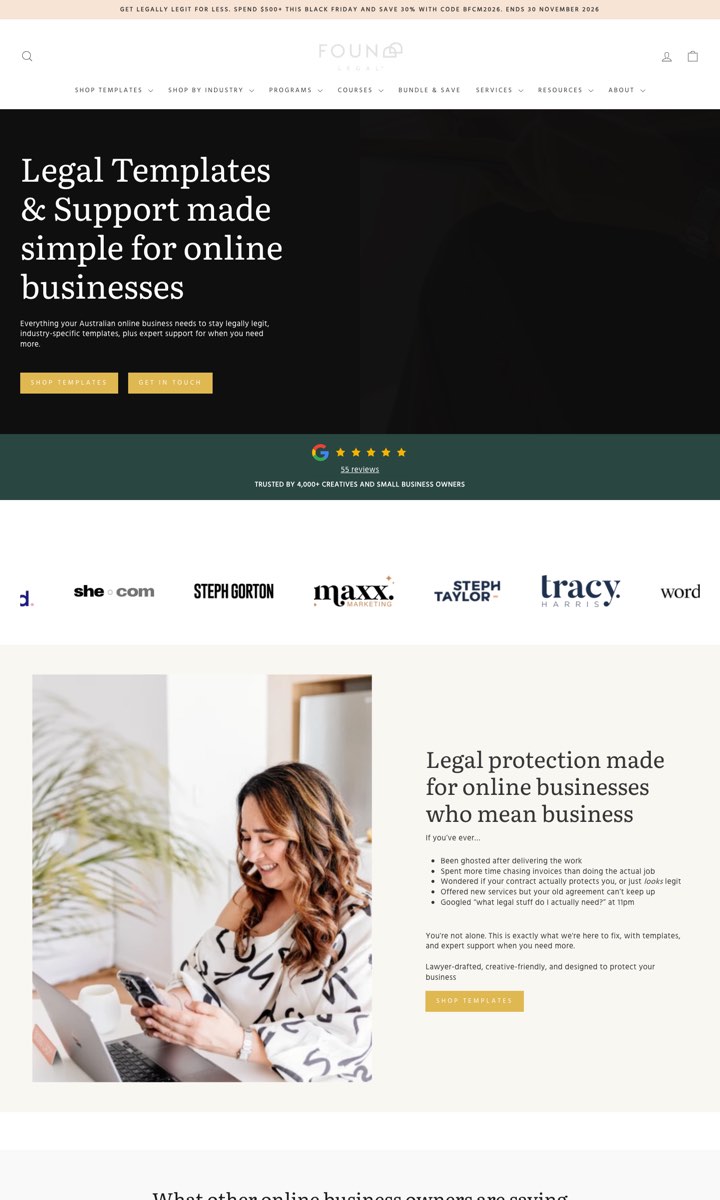 GET LEGALLY LEGIT FOR LESS. SPEND $500+ THIS BLACK FRIDAY AND SAVE 30% WITH CODE BFCM2026. ENDS 30 NOVEMBER 2026
FOUND
LEGAL
SHOP TEMPLATES
SHOP BY INDUSTRY
PROGRAMS
COURSES
BUNDLE & SAVE
SERVICES
RESOURCES
ABOUT
Legal Templates
& Support made
simple for online
businesses
Everything your Australian online business needs to stay legally legit,
industry-specific templates, plus expert support for when you need
more.
SHOP TEMPLATES
GET IN TOUCH
55 reviews
TRUSTED BY 4,000+ CREATIVES AND SMALL BUSINESS OWNERS
d.
she com
STEPH GORTON
maxx.
MARKETING
STEPH
TAYLOR
tracy.
HARRIS
word
Legal protection made
for online businesses
who mean business
If you've ever...
Been ghosted after delivering the work
Spent more time chasing invoices than doing the actual job
Wondered if your contract actually protects you, or just looks legit
Offered new services but your old agreement can't keep up
Googled "what legal stuff do I actually need?" at 11pm
You're not alone. This is exactly what we're here to fix, with templates,
and expert support when you need more.
Lawyer-drafted, creative-friendly, and designed to protect your
business
SHOP TEMPLATES
What other online business owners are saying